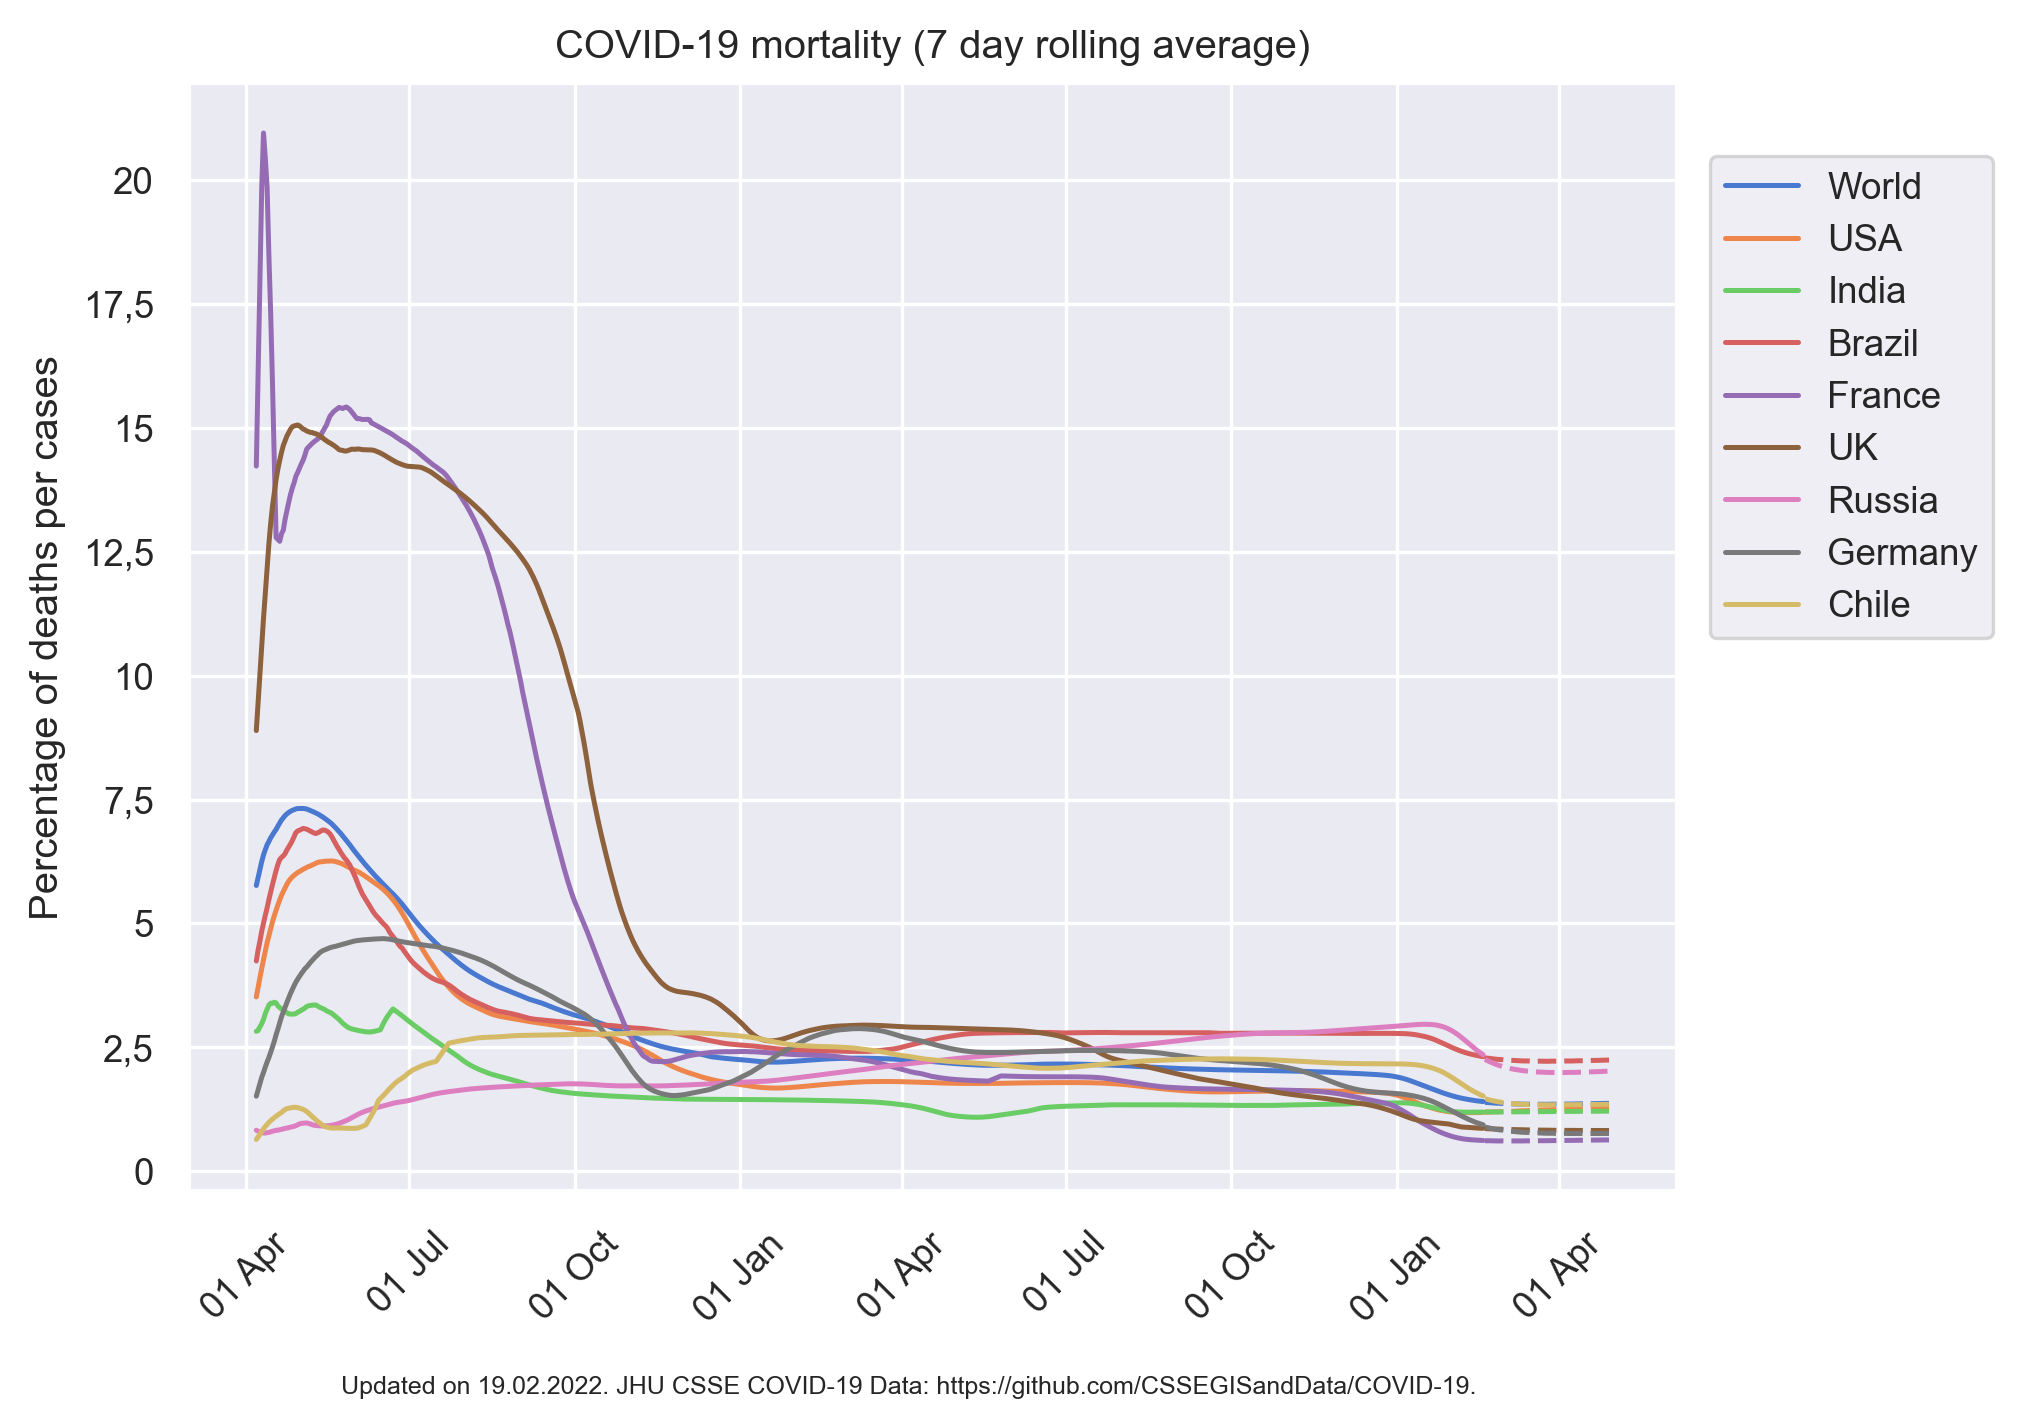 COVID-19 mortality (7 day rolling average)
Percentage of deaths per cases
20
17,5
15
12,5
10
7,5
5
2,5
0
World
USA
India
Brazil
France
UK
Russia
Germany
Chile
01 Apr
01 Jul
01 Oct
01 Jan
01 Apr
01 Jul
01 Oct
01 Jan
01 Apr
Updated on 19.02.2022. JHU CSSE COVID-19 Data: https://github.com/CSSEGISandData/COVID-19.